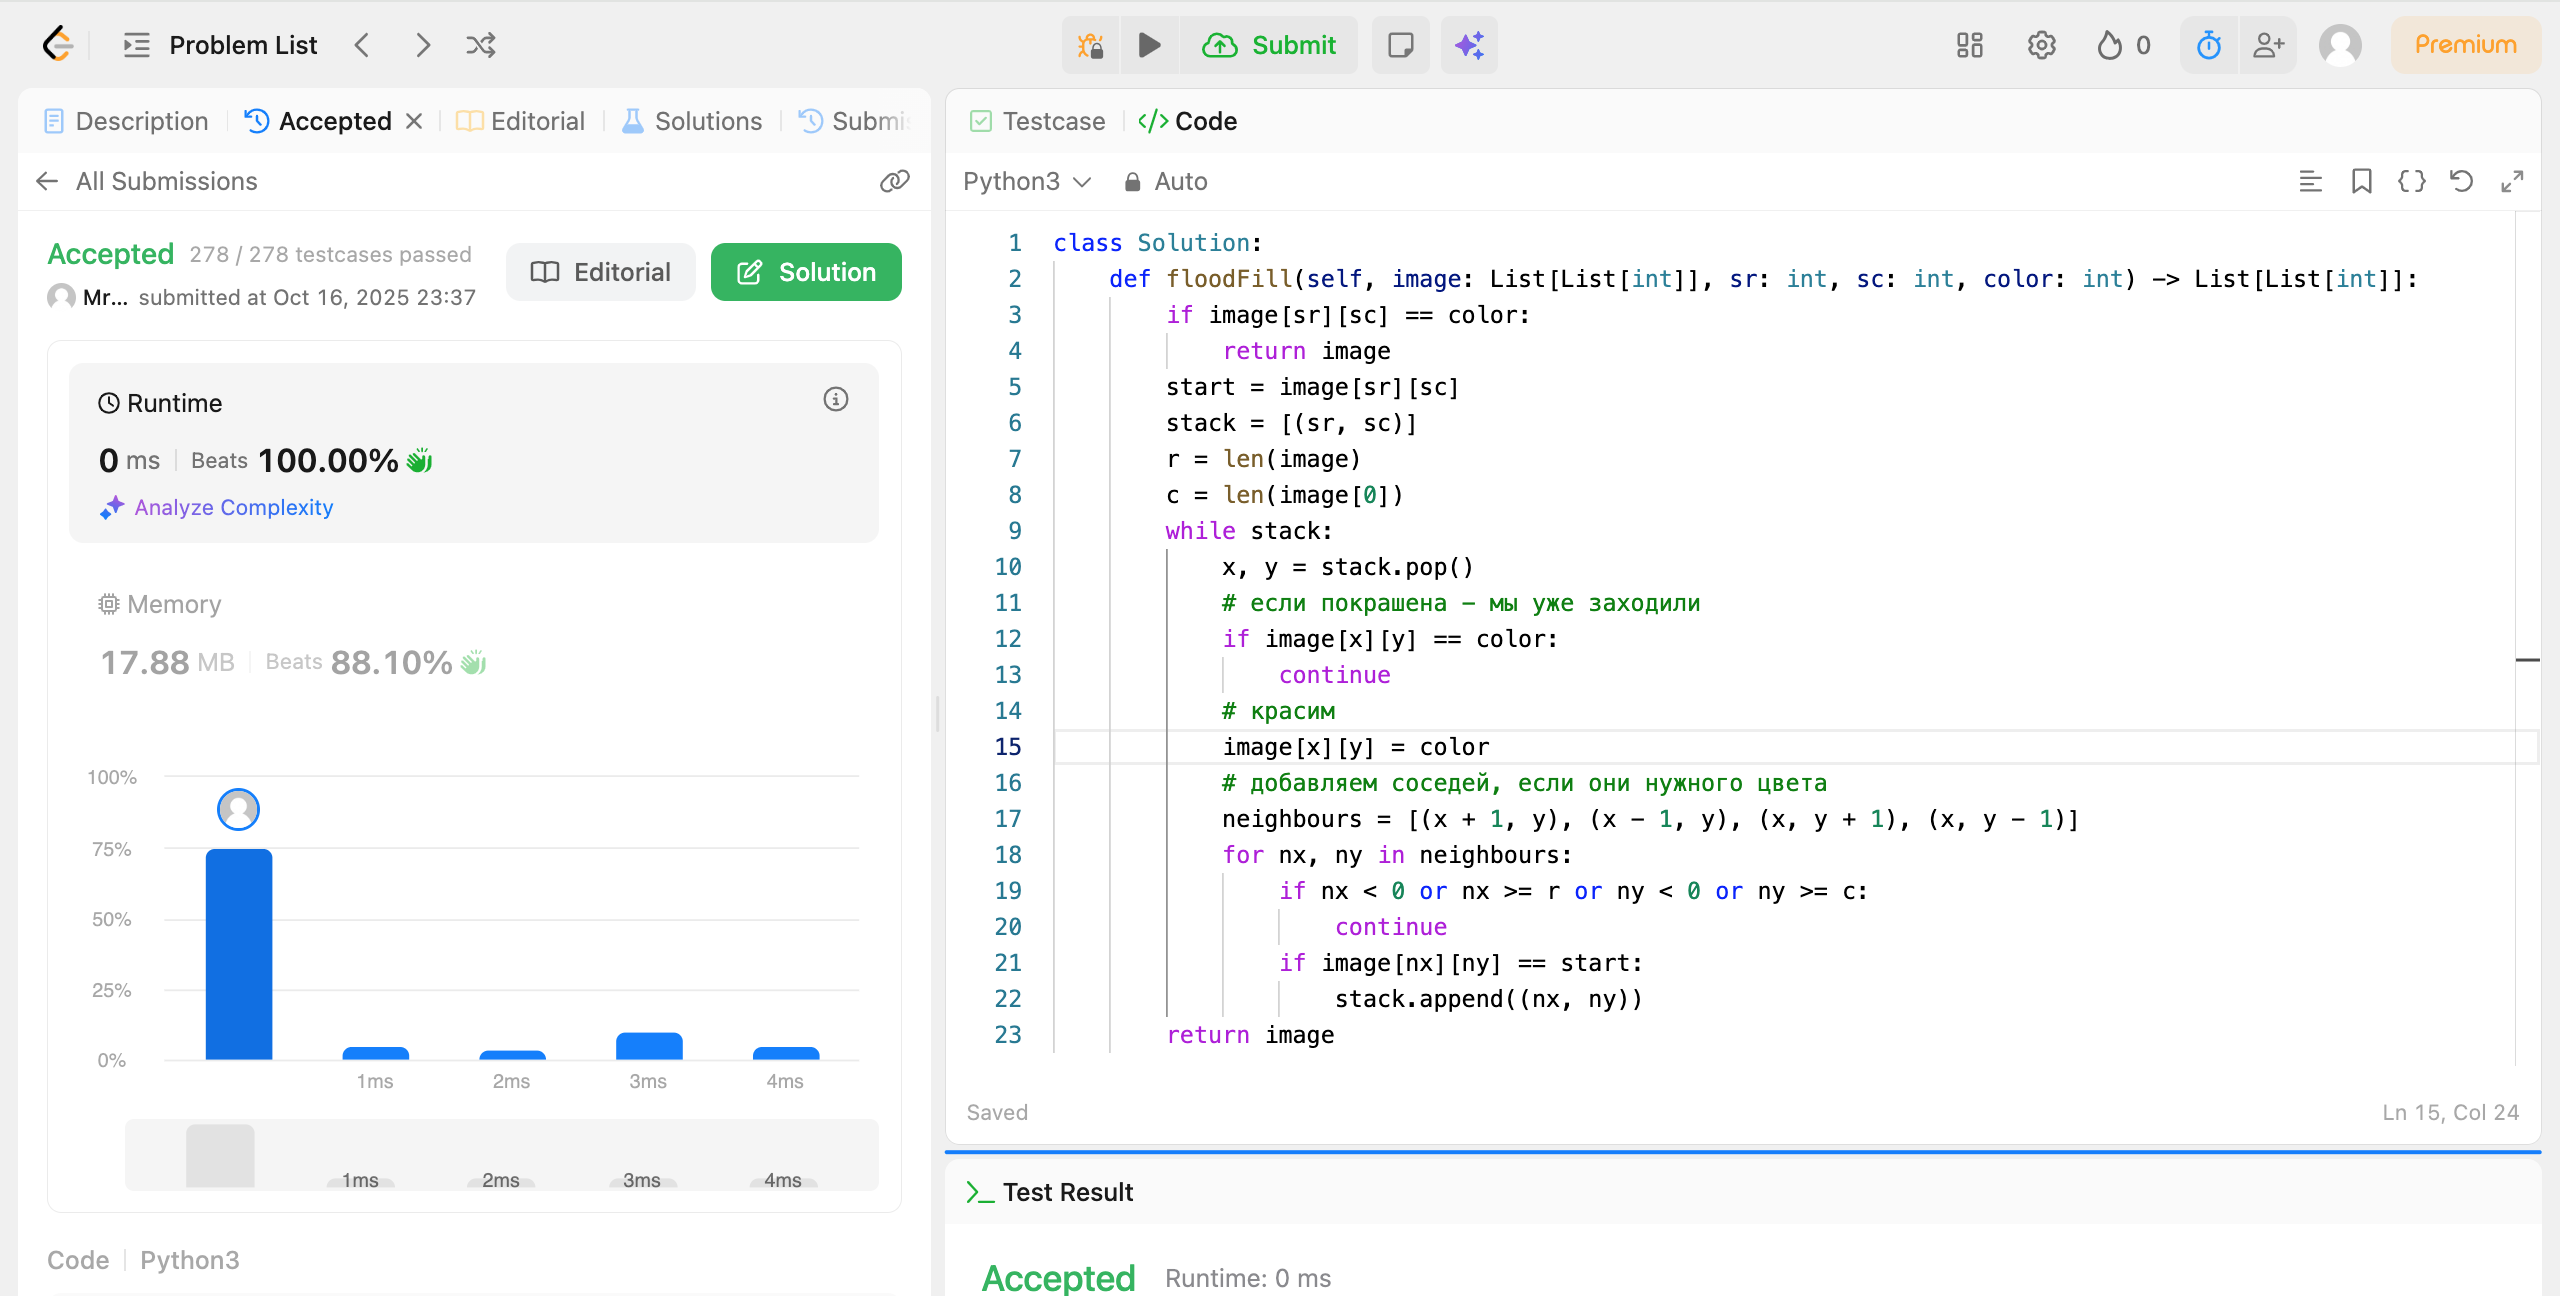 Problem List
Submit
0
Premium
Description
Accepted
Editorial
Solutions
Submis
All Submissions
Accepted 278 / 278 testcases passed
Mr... submitted at Oct 16, 2025 23:37
Editorial
Solution
Runtime
0 ms Beats 100.00%
Analyze Complexity
Memory
17.88 MB Beats 88.10%
100%
75%
50%
25%
0%
1ms 2ms 3ms 4ms
1ms 2ms 3ms 4ms
Code Python3
Testcase
</> Code
Python3 Auto
1 class Solution:
2 def floodFill(self, image: List[List[int]], sr: int, sc: int, color: int) -> List[List[int]]:
3 if image[sr][sc] == color:
4 return image
5 start = image[sr][sc]
6 stack = [(sr, sc)]
7 r = len(image)
8 c = len(image[0])
9 while stack:
10 x, y = stack.pop()
11 # если покрашена – мы уже заходили
12 if image[x][y] == color:
13 continue
14 # красим
15 image[x][y] = color
16 # добавляем соседей, если они нужного цвета
17 neighbours = [(x + 1, y), (x - 1, y), (x, y + 1), (x, y - 1)]
18 for nx, ny in neighbours:
19 if nx < 0 or nx >= r or ny < 0 or ny >= c:
20 continue
21 if image[nx][ny] == start:
22 stack.append((nx, ny))
23 return image
Saved
Ln 15, Col 24
Test Result
Accepted Runtime: 0 ms